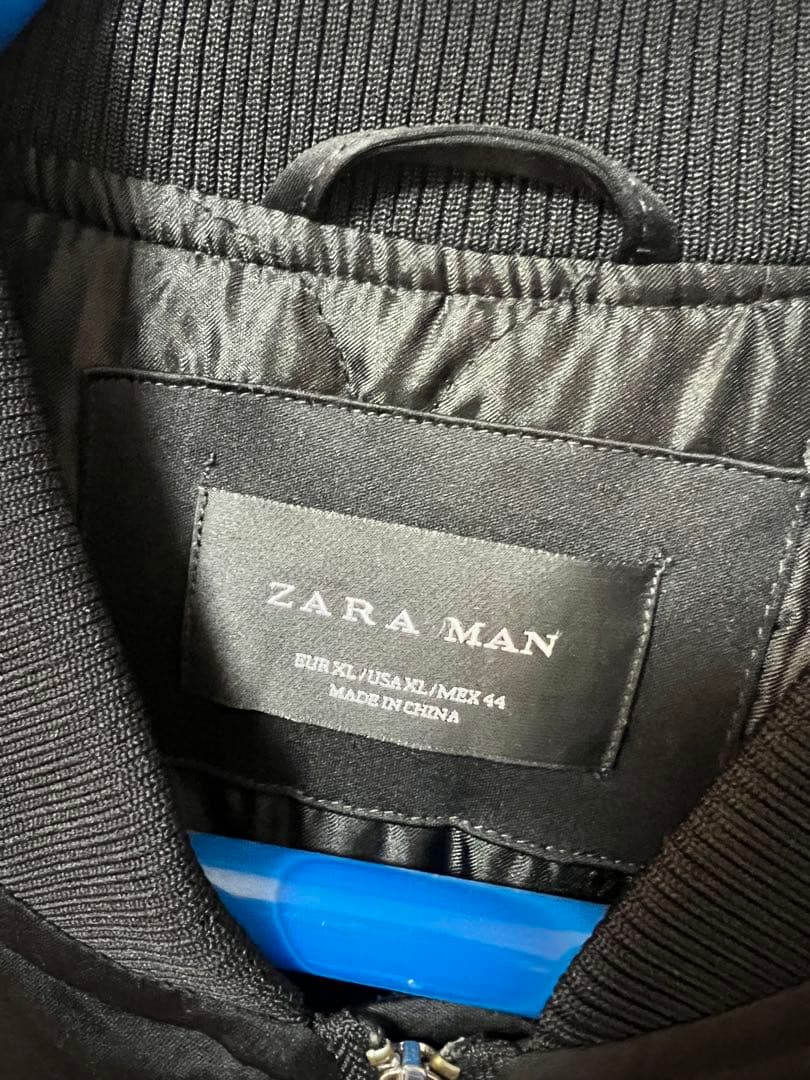 ZARA MAN
EUR XL/USA XL/MEX 44
MADE IN CHINA